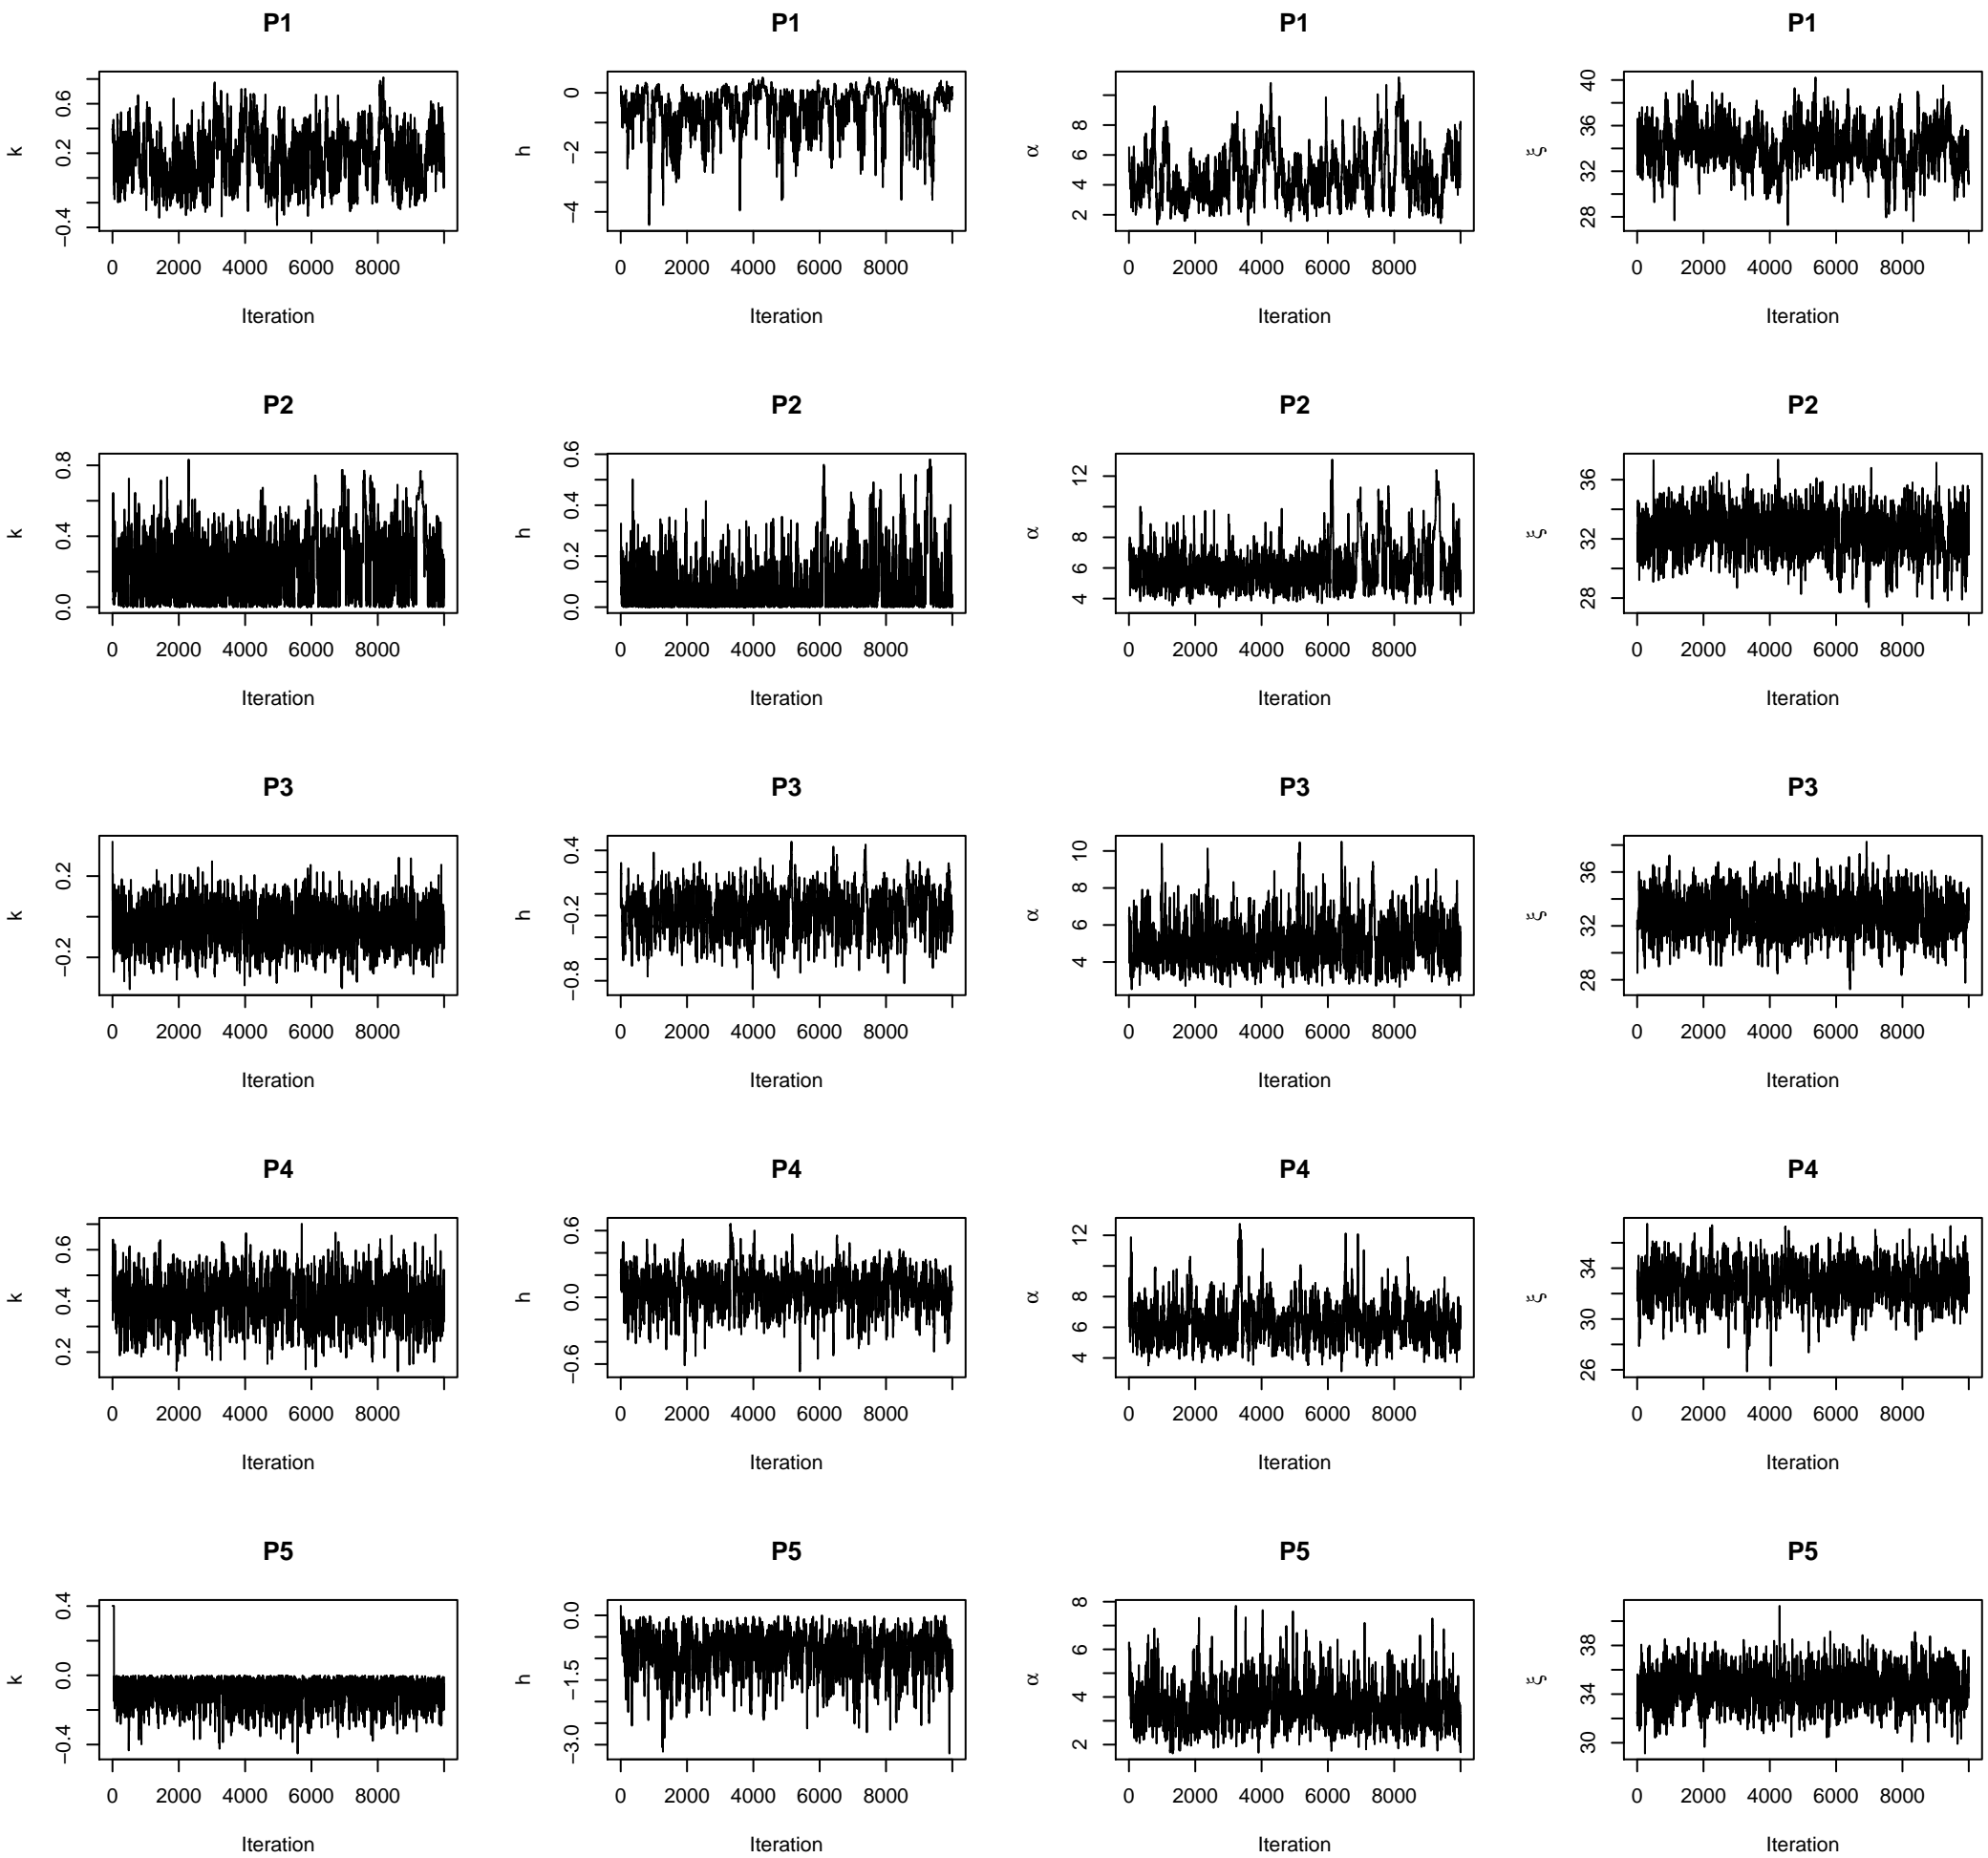 P1
k
−0.4 0.2 0.6
0 2000 4000 6000 8000
Iteration
P1
h
−4 −2 0
0 2000 4000 6000 8000
Iteration
P1
α
2 4 6 8
0 2000 4000 6000 8000
Iteration
P1
ξ
28 32 36 40
0 2000 4000 6000 8000
Iteration
P2
k
0.0 0.4 0.8
0 2000 4000 6000 8000
Iteration
P2
h
0.0 0.2 0.4 0.6
0 2000 4000 6000 8000
Iteration
P2
α
4 6 8 12
0 2000 4000 6000 8000
Iteration
P2
ξ
28 32 36
0 2000 4000 6000 8000
Iteration
P3
k
−0.2 0.2
0 2000 4000 6000 8000
Iteration
P3
h
−0.8 −0.2 0.4
0 2000 4000 6000 8000
Iteration
P3
α
4 6 8 10
0 2000 4000 6000 8000
Iteration
P3
ξ
28 32 36
0 2000 4000 6000 8000
Iteration
P4
k
0.2 0.4 0.6
0 2000 4000 6000 8000
Iteration
P4
h
−0.6 0.0 0.6
0 2000 4000 6000 8000
Iteration
P4
α
4 6 8 12
0 2000 4000 6000 8000
Iteration
P4
ξ
26 30 34
0 2000 4000 6000 8000
Iteration
P5
k
−0.4 0.0 0.4
0 2000 4000 6000 8000
Iteration
P5
h
−3.0 −1.5 0.0
0 2000 4000 6000 8000
Iteration
P5
α
2 4 6 8
0 2000 4000 6000 8000
Iteration
P5
ξ
30 34 38
0 2000 4000 6000 8000
Iteration